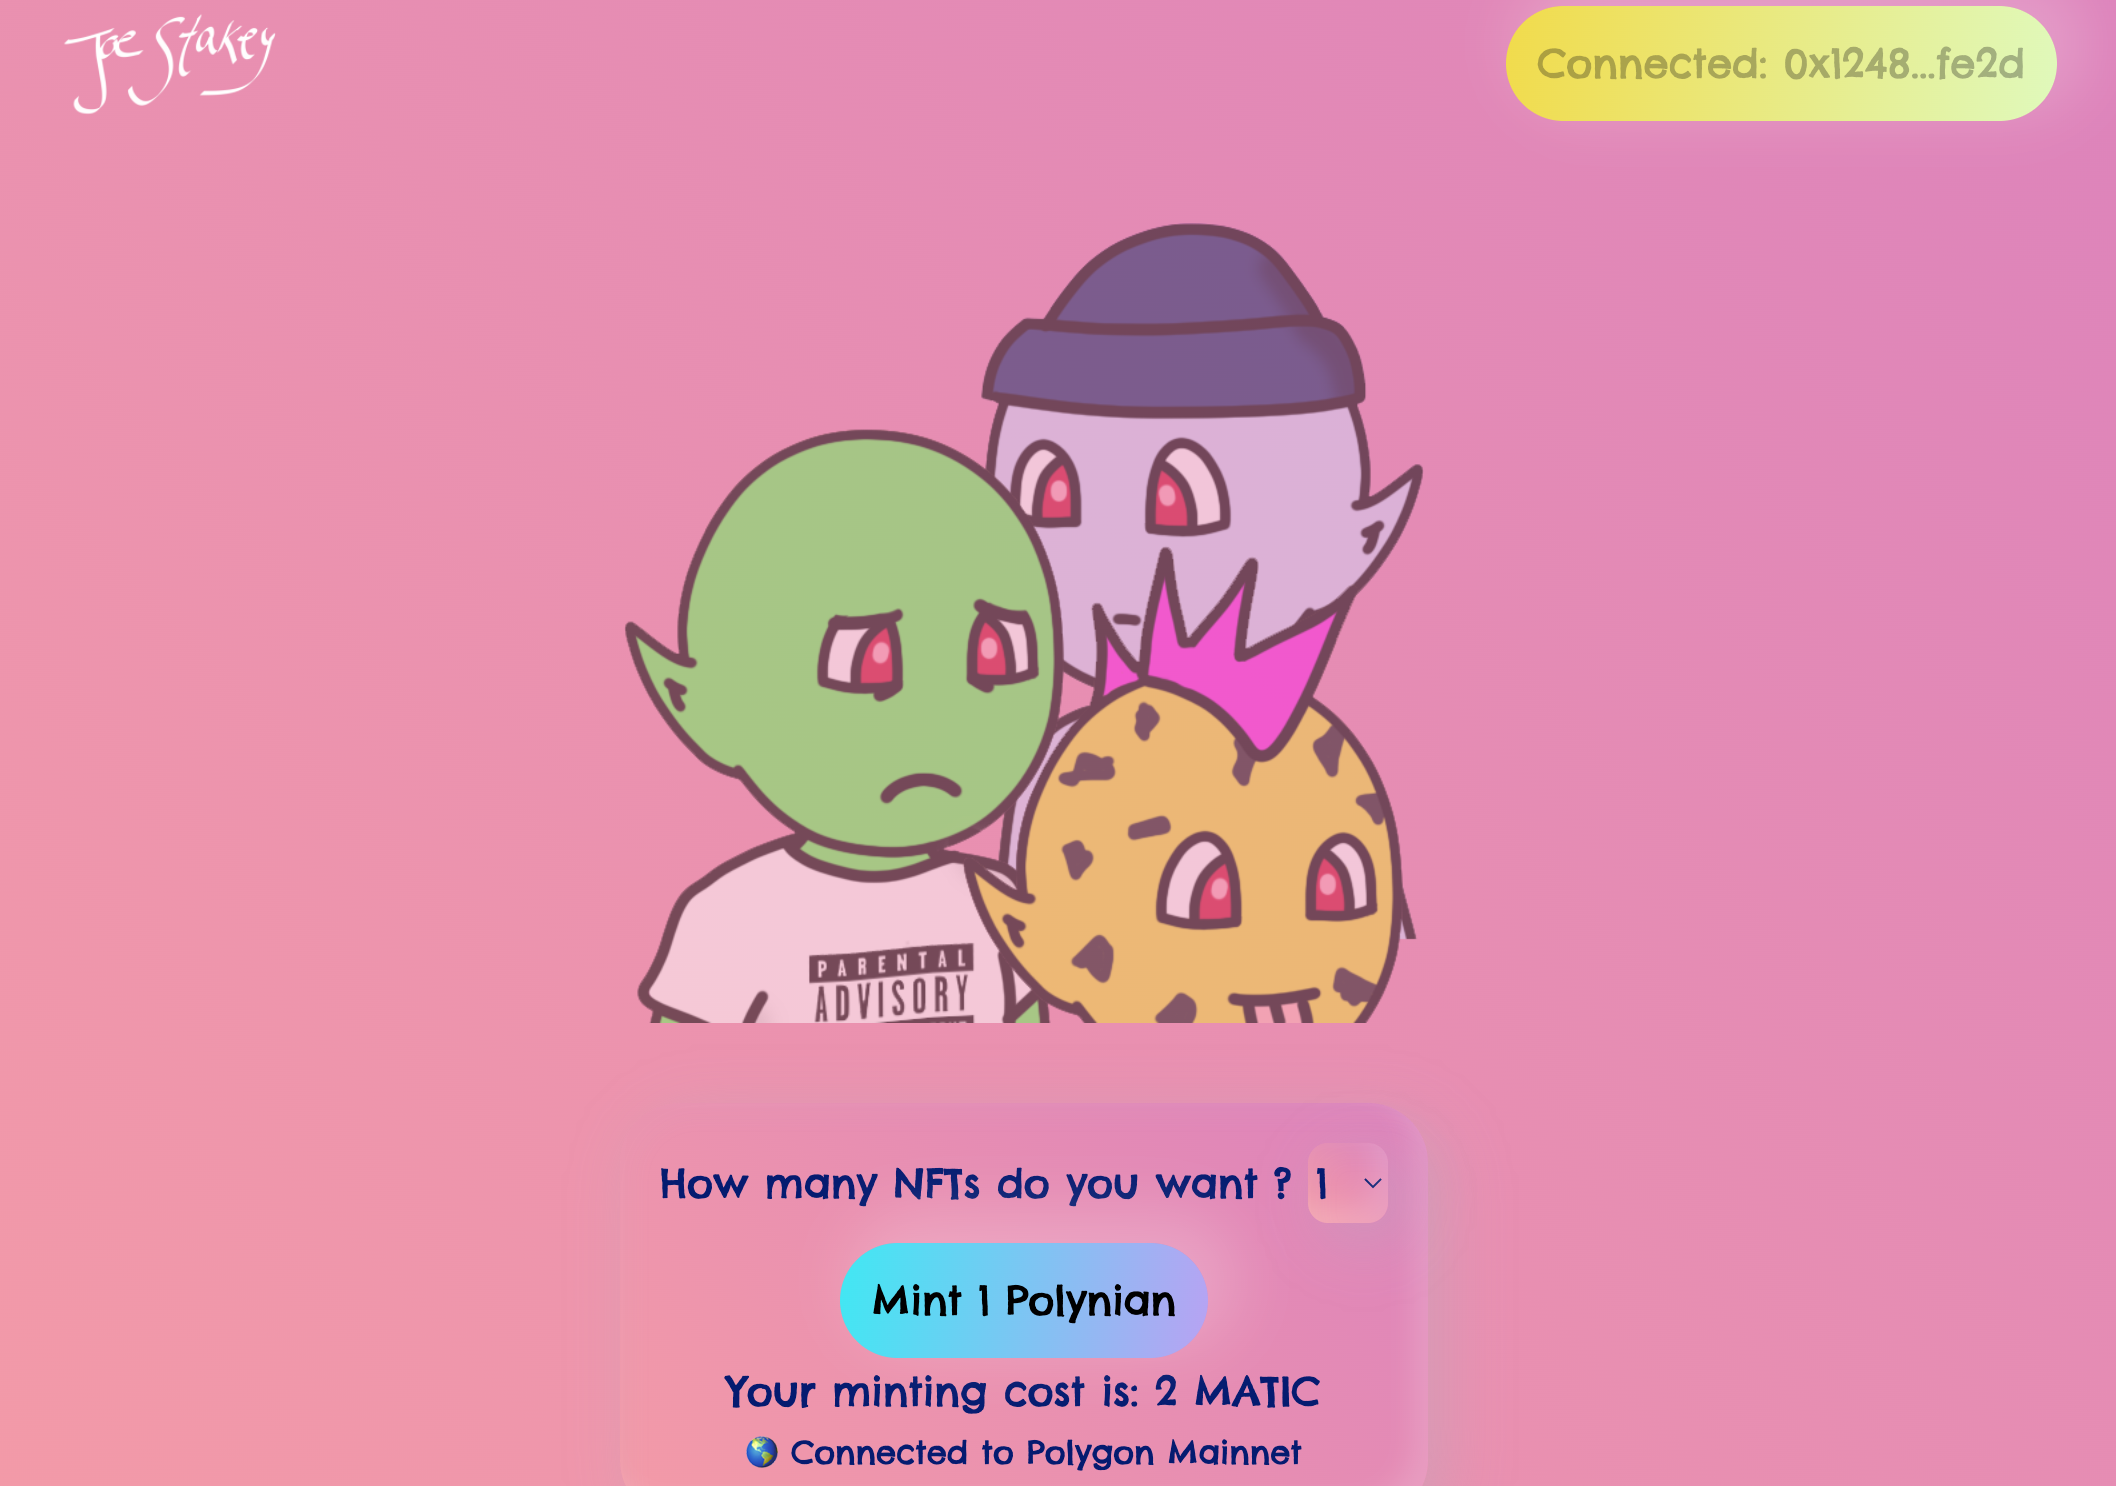 Joe Stakey
Connected: 0x1248...fe2d
PARENTAL
ADVISORY
How many NFTs do you want ? 1
Mint 1 Polynian
Your minting cost is: 2 MATIC
🌎 Connected to Polygon Mainnet